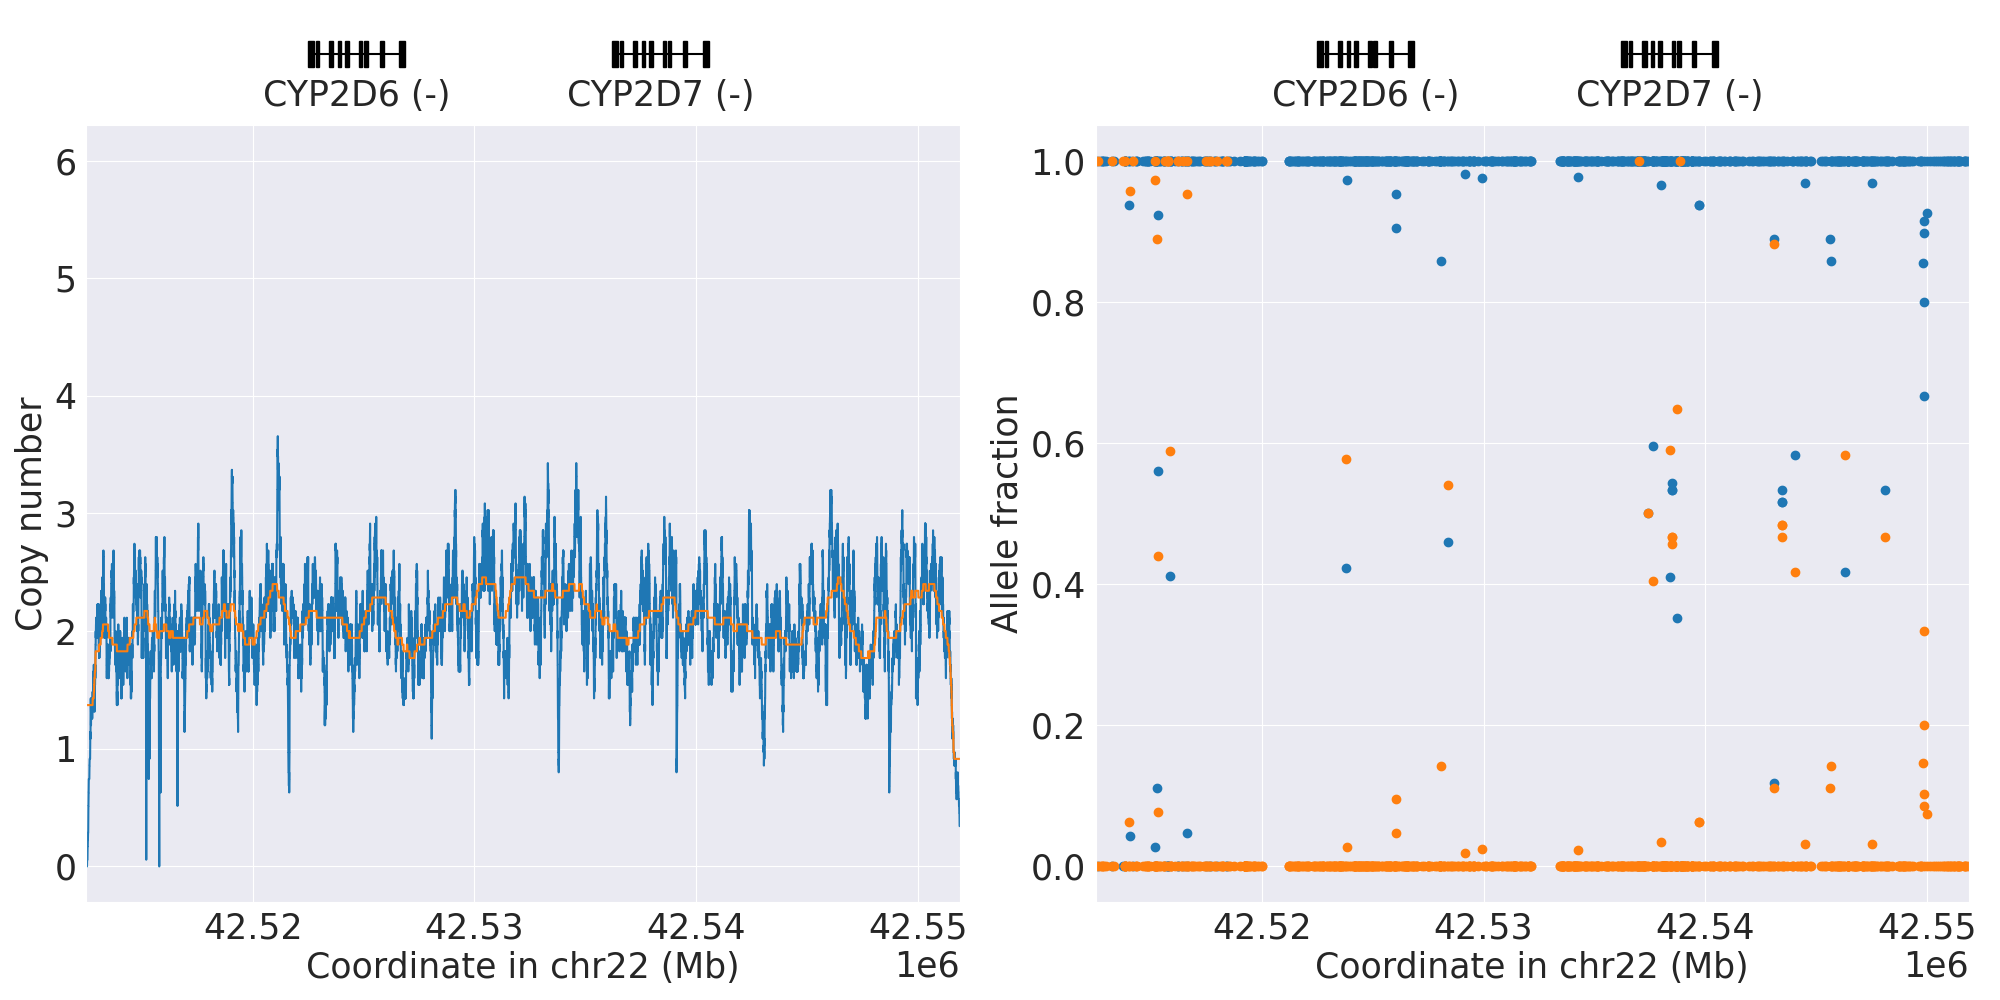 CYP2D6 (-) CYP2D7 (-)
6
5
4
3
2
1
0
Copy number
42.52 42.53 42.54 42.55
Coordinate in chr22 (Mb) 1e6
CYP2D6 (-) CYP2D7 (-)
1.0
0.8
0.6
0.4
0.2
0.0
Allele fraction
42.52 42.53 42.54 42.55
Coordinate in chr22 (Mb) 1e6